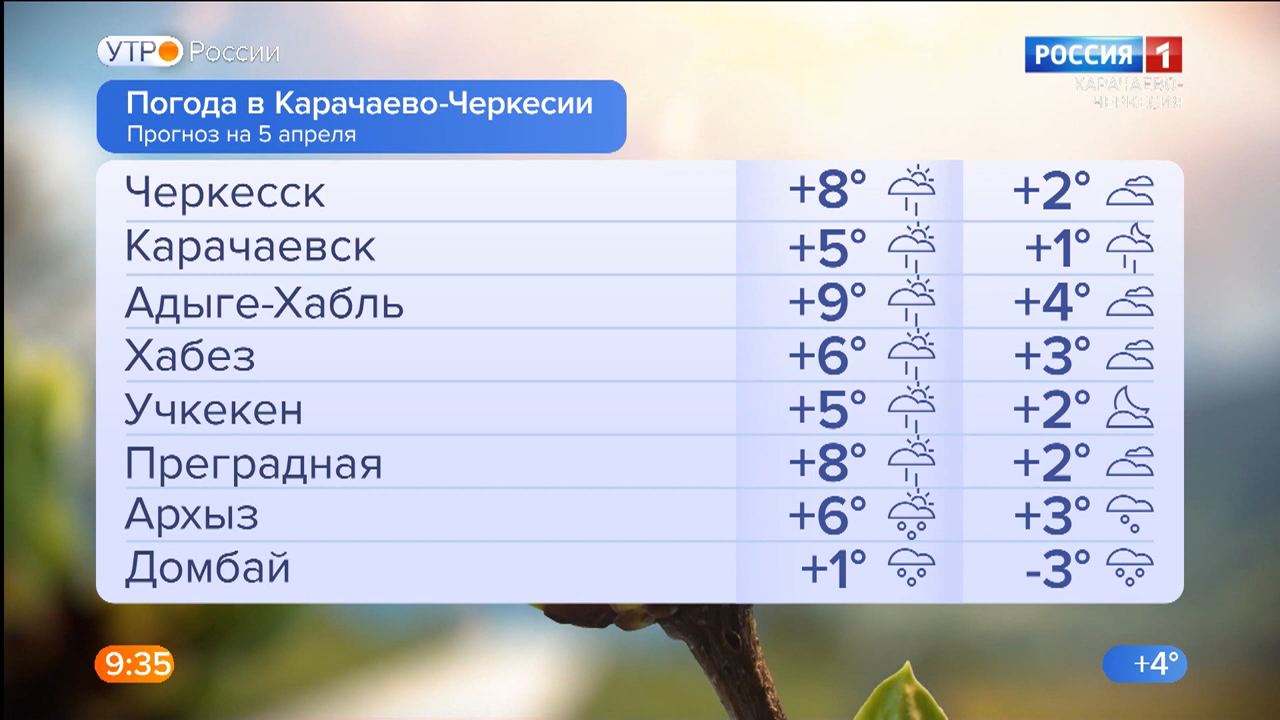 УТРО России
РОССИЯ 1
КАРАЧАЕВО-
ЧЕРКЕСИЯ
Погода в Карачаево-Черкесии
Прогноз на 5 апреля
Черкесск +8° +2°
Карачаевск +5° +1°
Адыге-Хабль +9° +4°
Хабез +6° +3°
Учкекен +5° +2°
Преградная +8° +2°
Архыз +6° +3°
Домбай +1° -3°
9:35
+4°